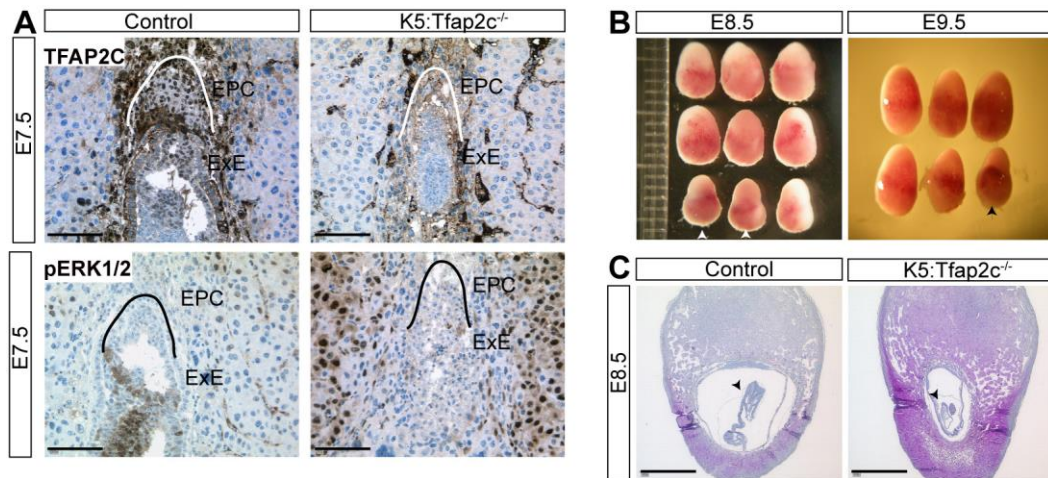 A
Control
K5:Tfap2c-/-
E7.5
TFAP2C
EPC
ExE
EPC
ExE
E7.5
pERK1/2
EPC
ExE
EPC
ExE
B
E8.5
E9.5
C
Control
K5:Tfap2c-/-
E8.5